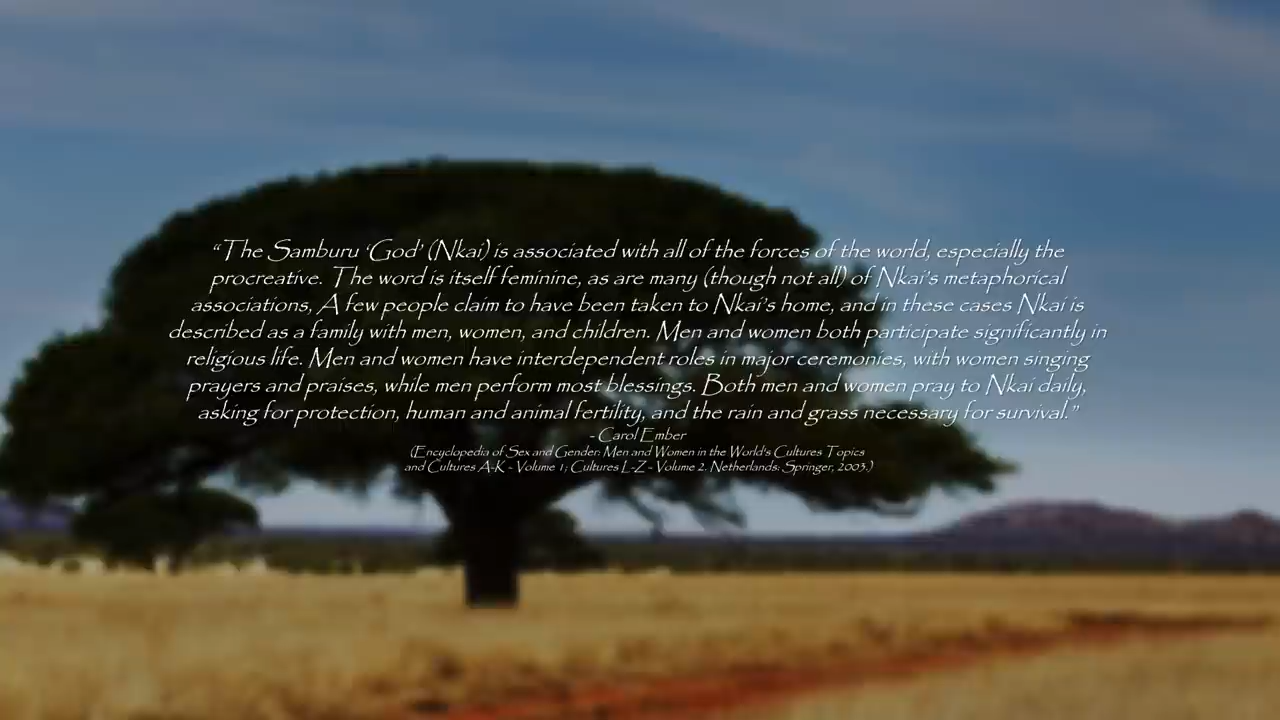 “The Samburu ‘God’ (Nkai) is associated with all of the forces of the world, especially the
procreative. The word is itself feminine, as are many (though not all) of Nkai’s metaphorical
associations, A few people claim to have been taken to Nkai’s home, and in these cases Nkai is
described as a family with men, women, and children. Men and women both participate significantly in
religious life. Men and women have interdependent roles in major ceremonies, with women singing
prayers and praises, while men perform most blessings. Both men and women pray to Nkai daily,
asking for protection, human and animal fertility, and the rain and grass necessary for survival.”
- Carol Ember
(Encyclopedia of Sex and Gender: Men and Women in the World's Cultures Topics
and Cultures A-K - Volume 1; Cultures L-Z - Volume 2. Netherlands: Springer, 2003.)